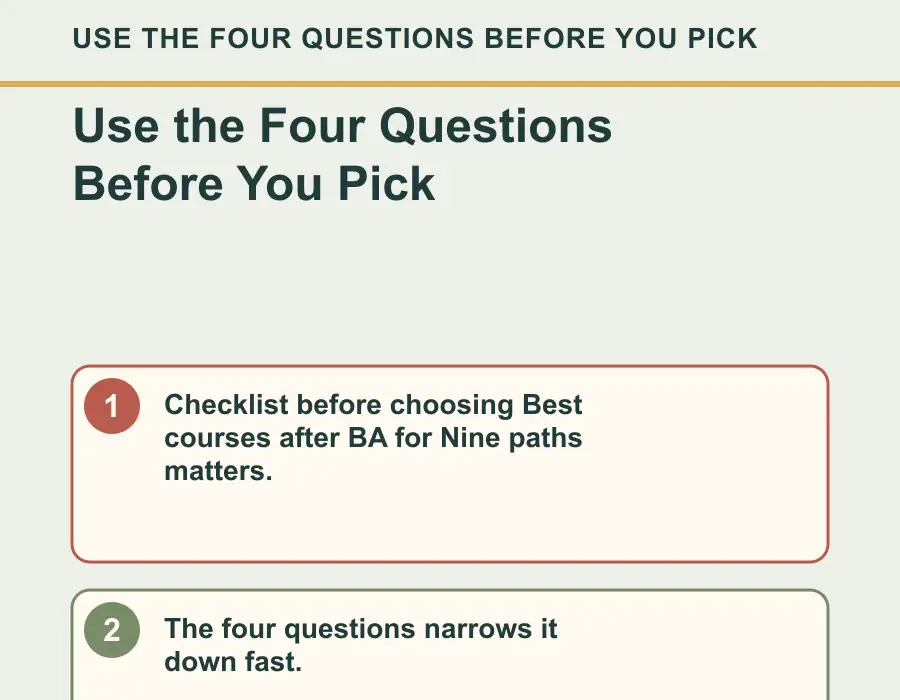 USE THE FOUR QUESTIONS BEFORE YOU PICK
Use the Four Questions
Before You Pick
1
Checklist before choosing Best
courses after BA for Nine paths
matters.
2
The four questions narrows it
down fast.